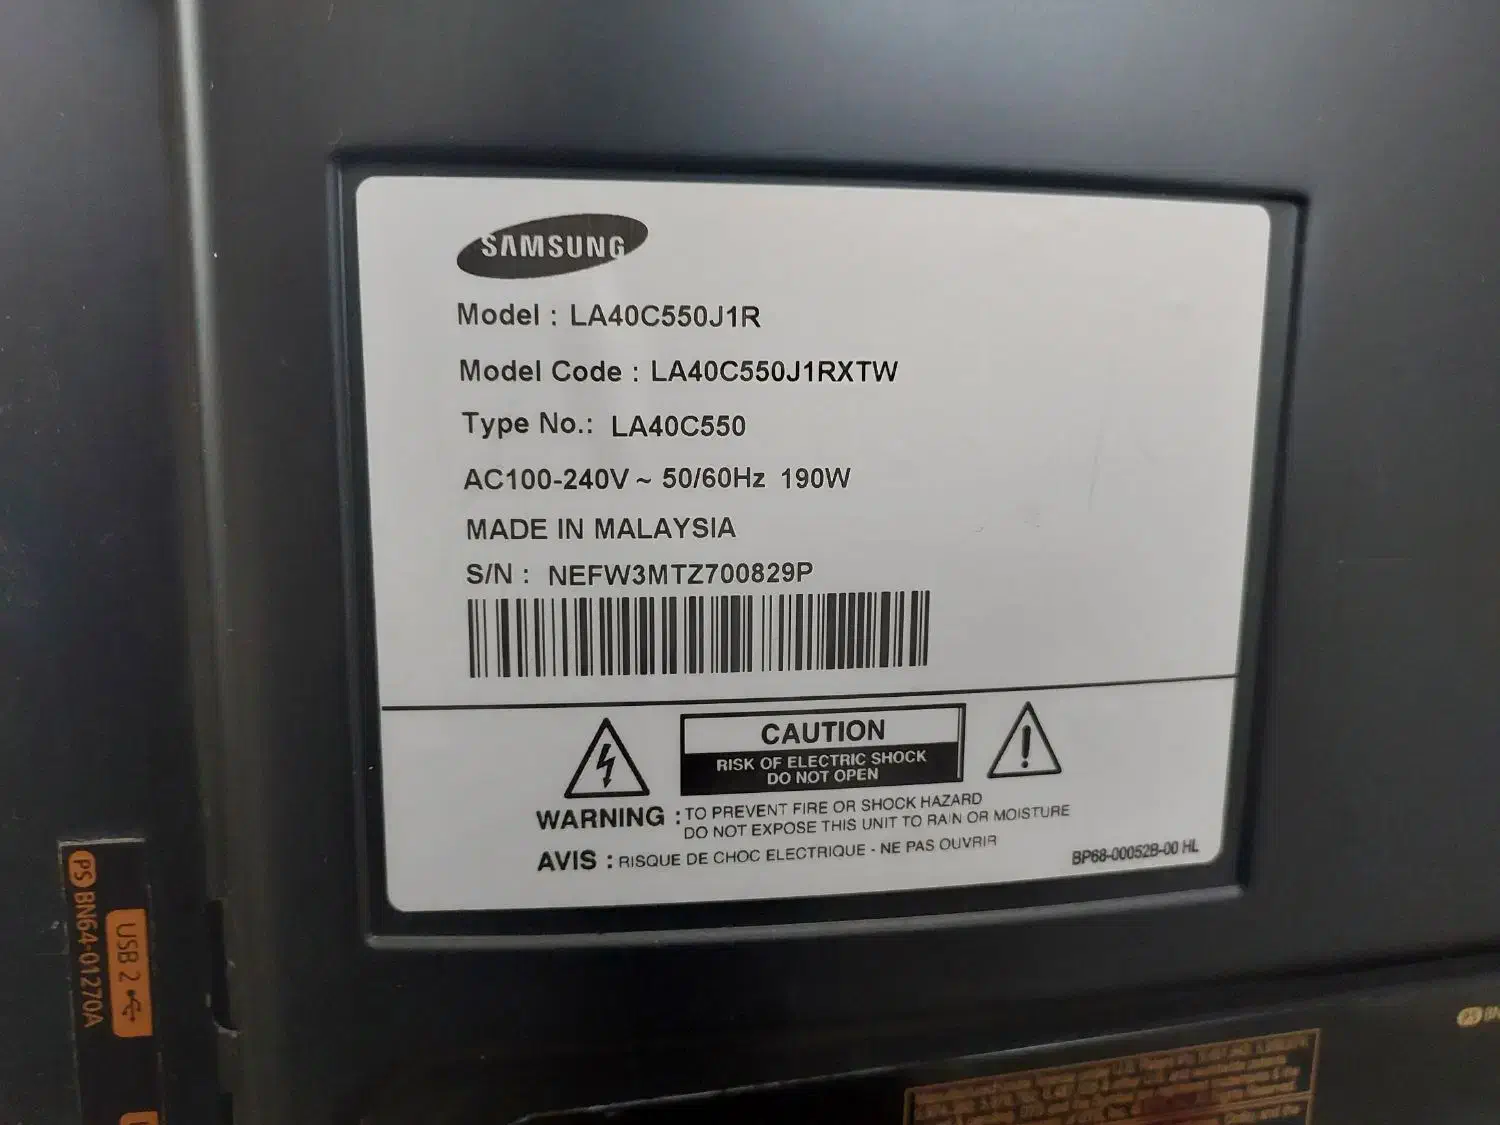 SAMSUNG
Model : LA40C550J1R
Model Code : LA40C550J1RXTW
Type No.: LA40C550
AC100-240V ~ 50/60Hz 190W
MADE IN MALAYSIA
S/N : NEFW3MTZ700829P
CAUTION
RISK OF ELECTRIC SHOCK
DO NOT OPEN
WARNING : TO PREVENT FIRE OR SHOCK HAZARD
DO NOT EXPOSE THIS UNIT TO RAIN OR MOISTURE
AVIS : RISQUE DE CHOC ELECTRIQUE - NE PAS OUVRIR
BP68-00052B-00 HL
PS BN64-01270A
USB 2